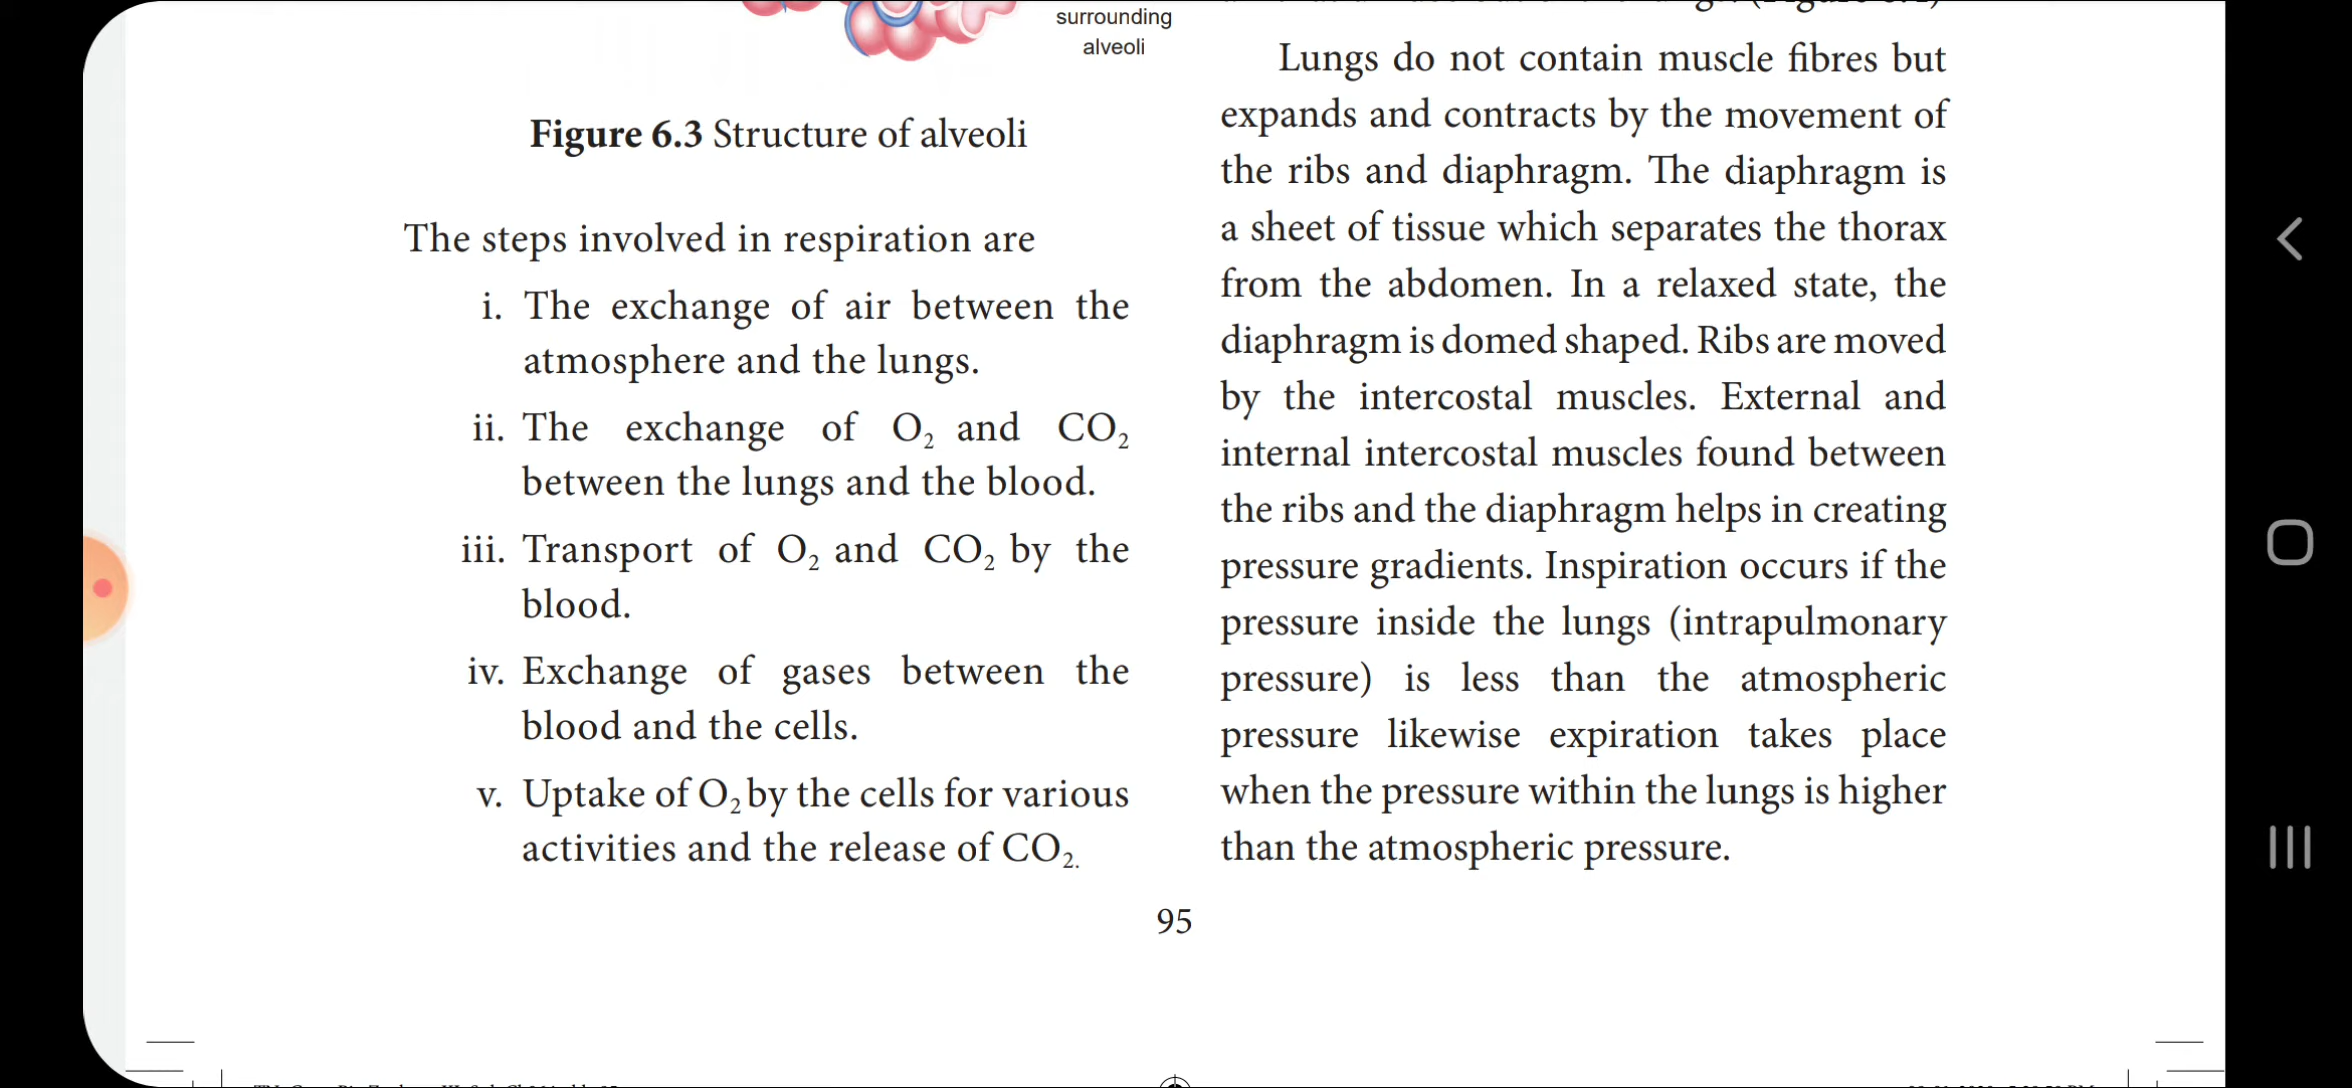 surrounding
alveoli
Figure 6.3 Structure of alveoli
The steps involved in respiration are
i. The exchange of air between the
atmosphere and the lungs.
ii. The exchange of O₂ and CO₂
between the lungs and the blood.
iii. Transport of O₂ and CO₂ by the
blood.
iv. Exchange of gases between the
blood and the cells.
v. Uptake of O₂ by the cells for various
activities and the release of CO₂.
Lungs do not contain muscle fibres but
expands and contracts by the movement of
the ribs and diaphragm. The diaphragm is
a sheet of tissue which separates the thorax
from the abdomen. In a relaxed state, the
diaphragm is domed shaped. Ribs are moved
by the intercostal muscles. External and
internal intercostal muscles found between
the ribs and the diaphragm helps in creating
pressure gradients. Inspiration occurs if the
pressure inside the lungs (intrapulmonary
pressure) is less than the atmospheric
pressure likewise expiration takes place
when the pressure within the lungs is higher
than the atmospheric pressure.
95